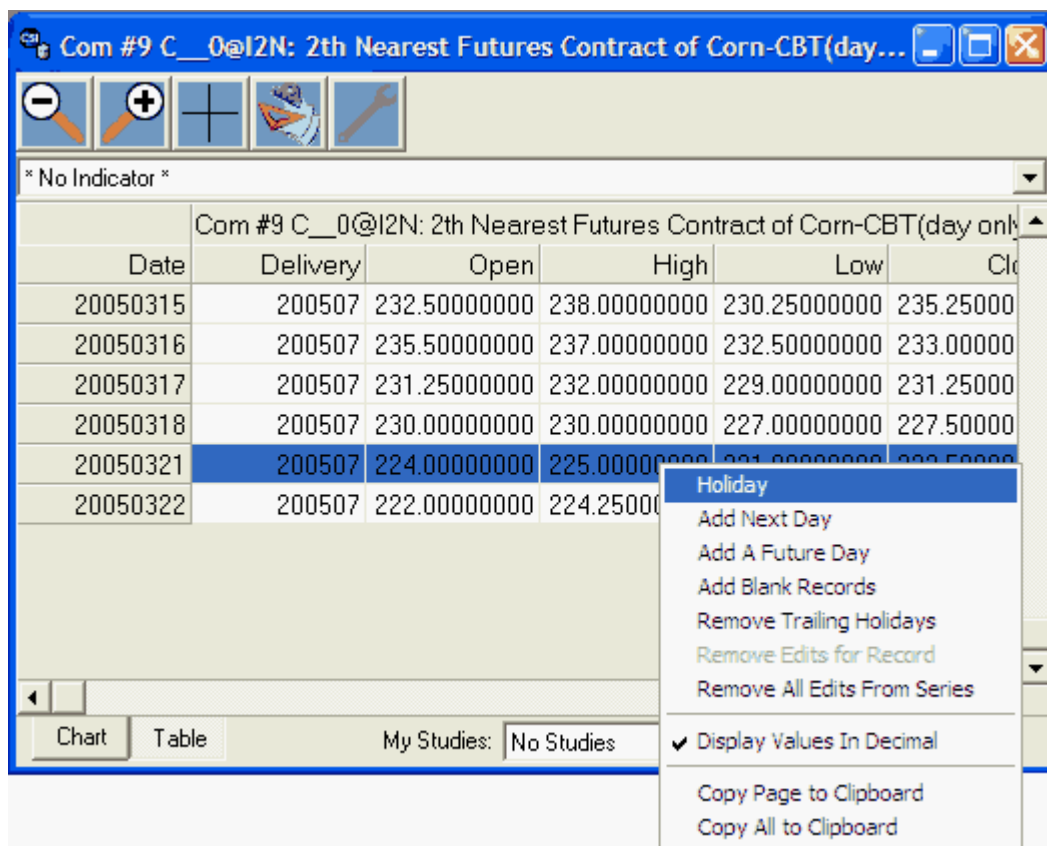 Com #9 C__0@I2N: 2th Nearest Futures Contract of Corn-CBT(day...
* No Indicator *
Com #9 C__0@I2N: 2th Nearest Futures Contract of Corn-CBT(day only
Date Delivery Open High Low Clo
20050315 200507 232.50000000 238.00000000 230.25000000 235.25000
20050316 200507 235.50000000 237.00000000 232.50000000 233.00000
20050317 200507 231.25000000 232.00000000 229.00000000 231.25000
20050318 200507 230.00000000 230.00000000 227.00000000 227.50000
20050321 200507 224.00000000 225.00000
20050322 200507 222.00000000 224.25000
Holiday
Add Next Day
Add A Future Day
Add Blank Records
Remove Trailing Holidays
Remove Edits for Record
Remove All Edits From Series
Display Values In Decimal
Copy Page to Clipboard
Copy All to Clipboard
Chart Table My Studies: No Studies